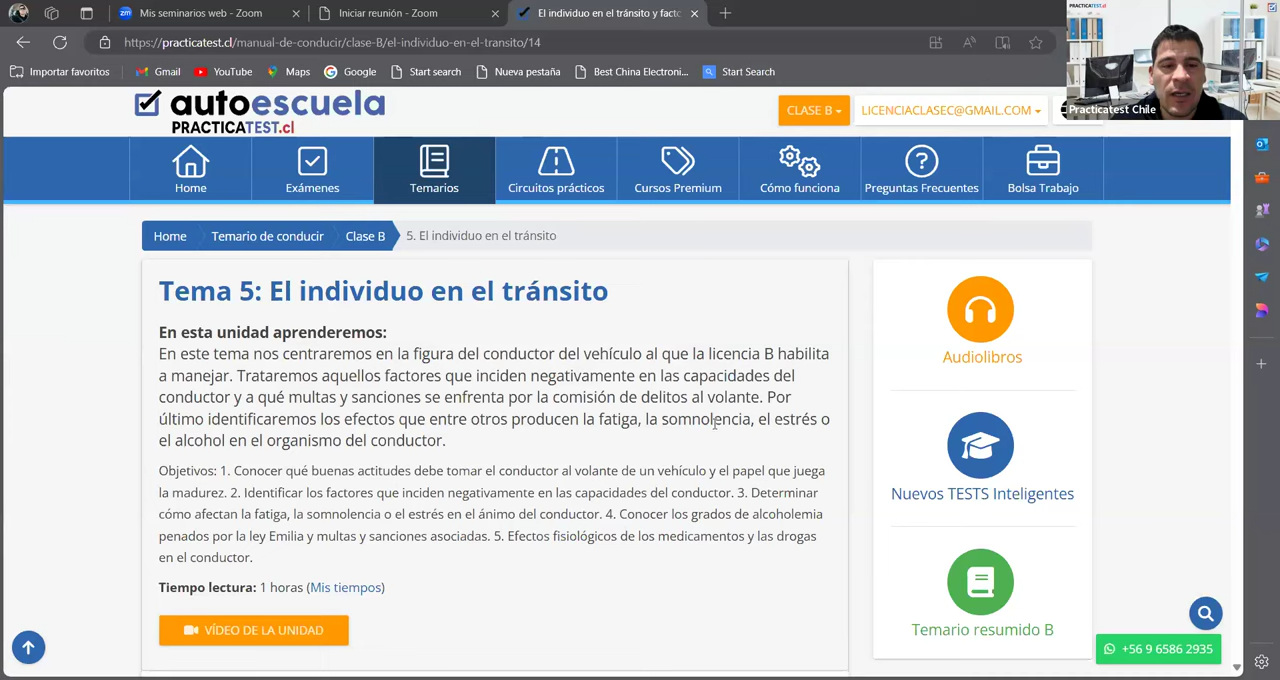 Mis seminarios web - Zoom
Iniciar reunión - Zoom
El individuo en el tránsito y facto
https://practicatest.cl/manual-de-conducir/clase-B/el-individuo-en-el-transito/14
Importar favoritos
Gmail
YouTube
Maps
Google
Start search
Nueva pestaña
Best China Electroni...
Start Search
PRACTICATEST.cl
Practicatest Chile
autoescuela
PRACTICATEST.cl
CLASE B
LICENCIACLASEC@GMAIL.COM
Home
Exámenes
Temarios
Circuitos prácticos
Cursos Premium
Cómo funciona
Preguntas Frecuentes
Bolsa Trabajo
Home
Temario de conducir
Clase B
5. El individuo en el tránsito
Tema 5: El individuo en el tránsito
En esta unidad aprenderemos:
En este tema nos centraremos en la figura del conductor del vehículo al que la licencia B habilita
a manejar. Trataremos aquellos factores que inciden negativamente en las capacidades del
conductor y a qué multas y sanciones se enfrenta por la comisión de delitos al volante. Por
último identificaremos los efectos que entre otros producen la fatiga, la somnolencia, el estrés o
el alcohol en el organismo del conductor.
Objetivos: 1. Conocer qué buenas actitudes debe tomar el conductor al volante de un vehículo y el papel que juega
la madurez. 2. Identificar los factores que inciden negativamente en las capacidades del conductor. 3. Determinar
cómo afectan la fatiga, la somnolencia o el estrés en el ánimo del conductor. 4. Conocer los grados de alcoholemia
penados por la ley Emilia y multas y sanciones asociadas. 5. Efectos fisiológicos de los medicamentos y las drogas
en el conductor.
Tiempo lectura: 1 horas (Mis tiempos)
VÍDEO DE LA UNIDAD
Audiolibros
Nuevos TESTS Inteligentes
Temario resumido B
+56 9 6586 2935